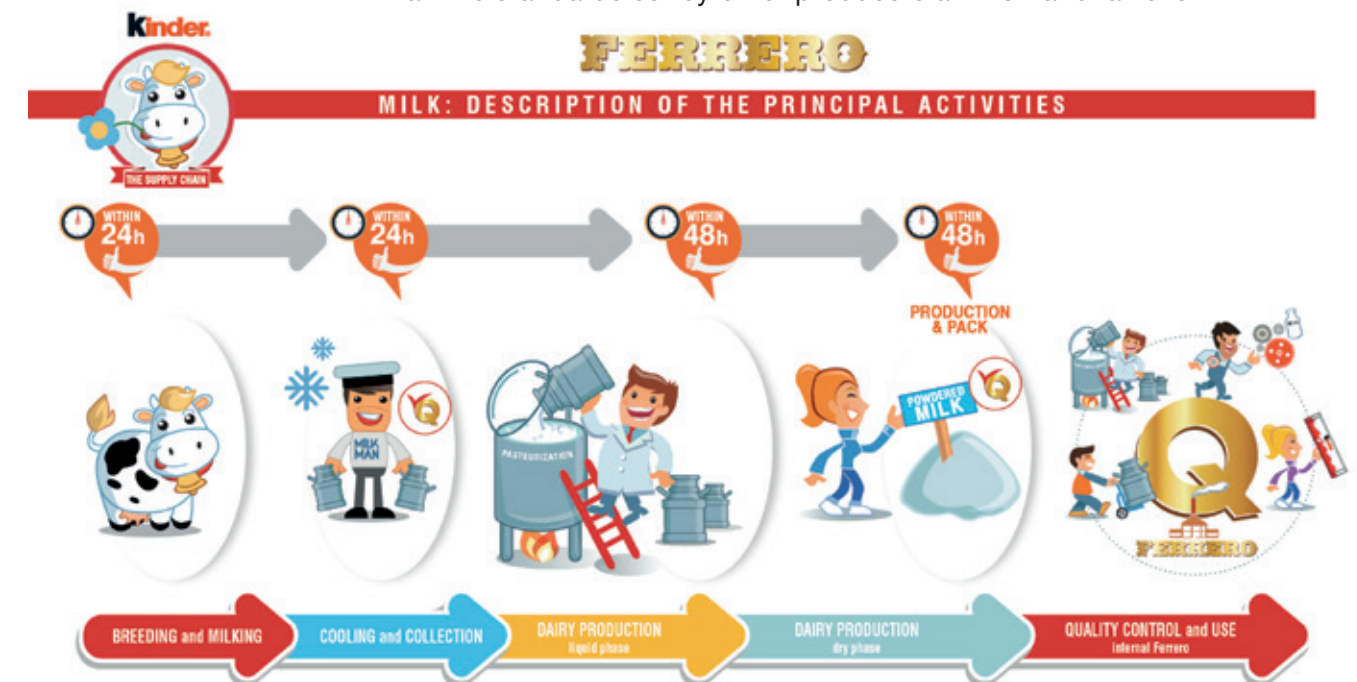 Kinder.
FERRERO
MILK: DESCRIPTION OF THE PRINCIPAL ACTIVITIES
THE SUPPLY CHAIN
WITHIN
24h
WITHIN
24h
WITHIN
48h
WITHIN
48h
PRODUCTION
& PACK
MILK
MAN
Q
PASTEURIZATION
POWDERED
MILK
Q
Q
FERRERO
BREEDING and MILKING
COOLING and COLLECTION
DAIRY PRODUCTION
liquid phase
DAIRY PRODUCTION
dry phase
QUALITY CONTROL and USE
internal Ferrero